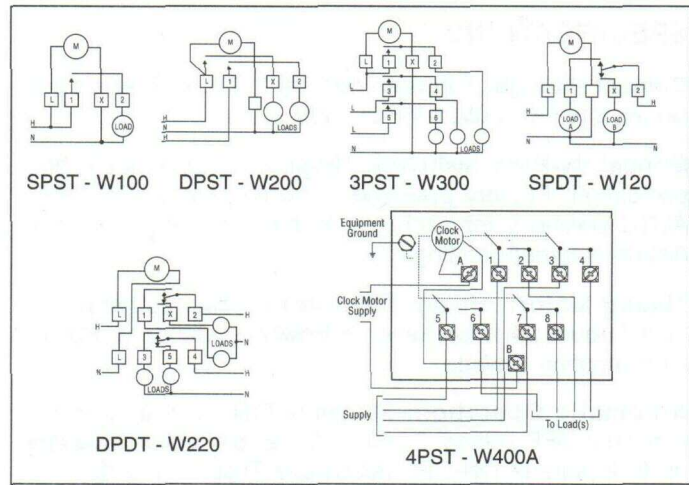 M
M
M
M
L 1 X 2
L 1 X 2
1 X 2
L 1 X 2
3 4
5 6
LOAD
LOADS
LOADS
LOAD A
LOAD B
H
N
H
H
N
L
L
L
N
H
H
N
SPST - W100
DPST - W200
3PST - W300
SPDT - W120
M
L 1 X 2
L 3 5 4
H
N
H
N
H
N
LOADS
LOADS
DPDT - W220
Equipment
Ground
Clock
Motor
A 1 2 3 4
Clock Motor
Supply
5 6 7 8
B
Supply
To Load(s)
4PST - W400A